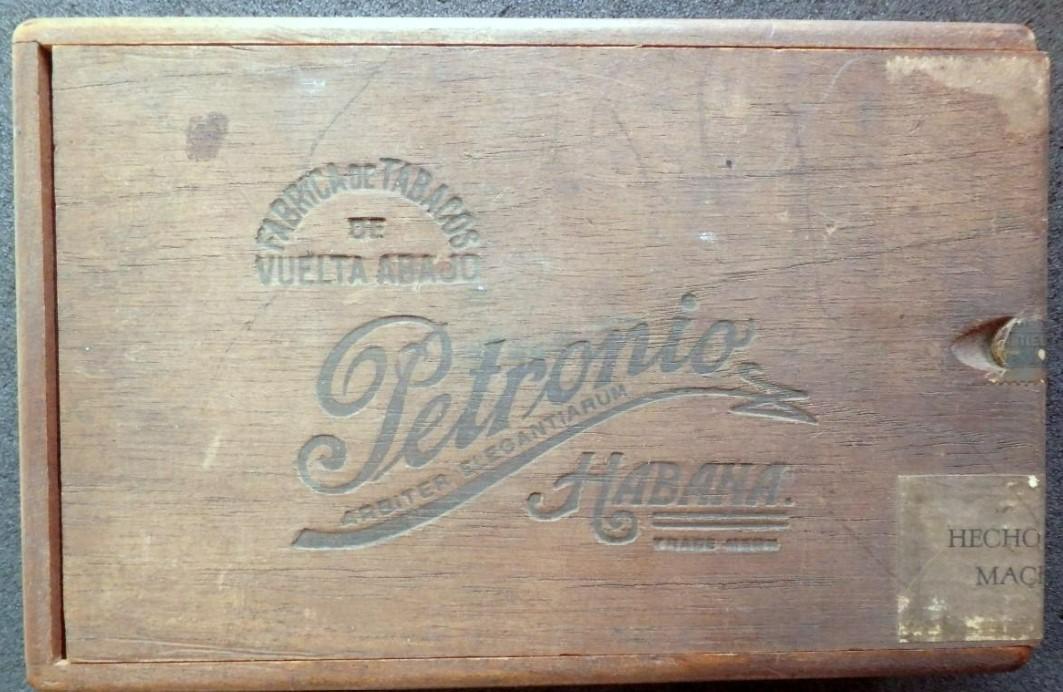 FABRICA DE TABACOS
DE
VUELTA ABAJO
Petronio
ARBITER ELEGANTIARUM
HABANA.
TRADE MARK
HECHO
MAC